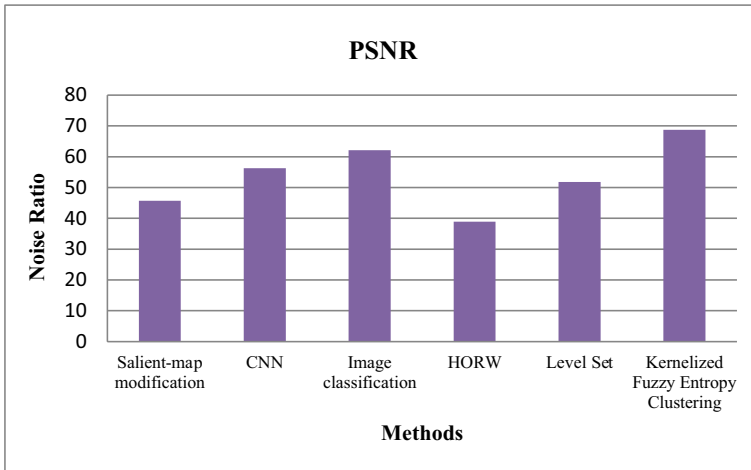 PSNR
80
70
60
50
40
30
20
10
0
Noise Ratio
Salient-map
modification
CNN
Image
classification
HORW
Level Set
Kernelized
Fuzzy Entropy
Clustering
Methods